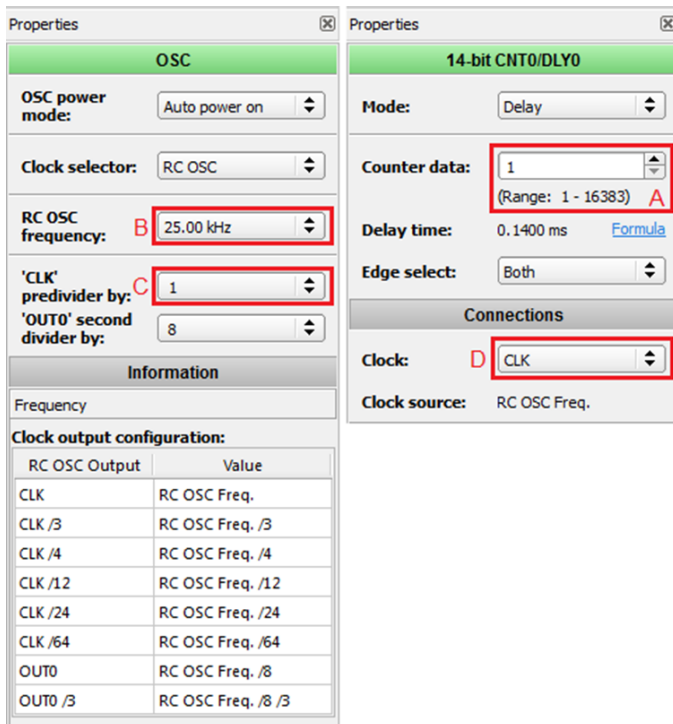 Properties
OSC
OSC power
mode:
Auto power on
Clock selector:
RC OSC
RC OSC
frequency:
B
25.00 kHz
'CLK'
predivider by:
C
1
'OUT0' second
divider by:
8
Information
Frequency
Clock output configuration:
RC OSC Output Value
CLK RC OSC Freq.
CLK /3 RC OSC Freq. /3
CLK /4 RC OSC Freq. /4
CLK /12 RC OSC Freq. /12
CLK /24 RC OSC Freq. /24
CLK /64 RC OSC Freq. /64
OUT0 RC OSC Freq. /8
OUT0 /3 RC OSC Freq. /8 /3
Properties
14-bit CNT0/DLY0
Mode: Delay
Counter data: 1
(Range: 1 - 16383) A
Delay time: 0.1400 ms Formula
Edge select: Both
Connections
Clock: D CLK
Clock source: RC OSC Freq.